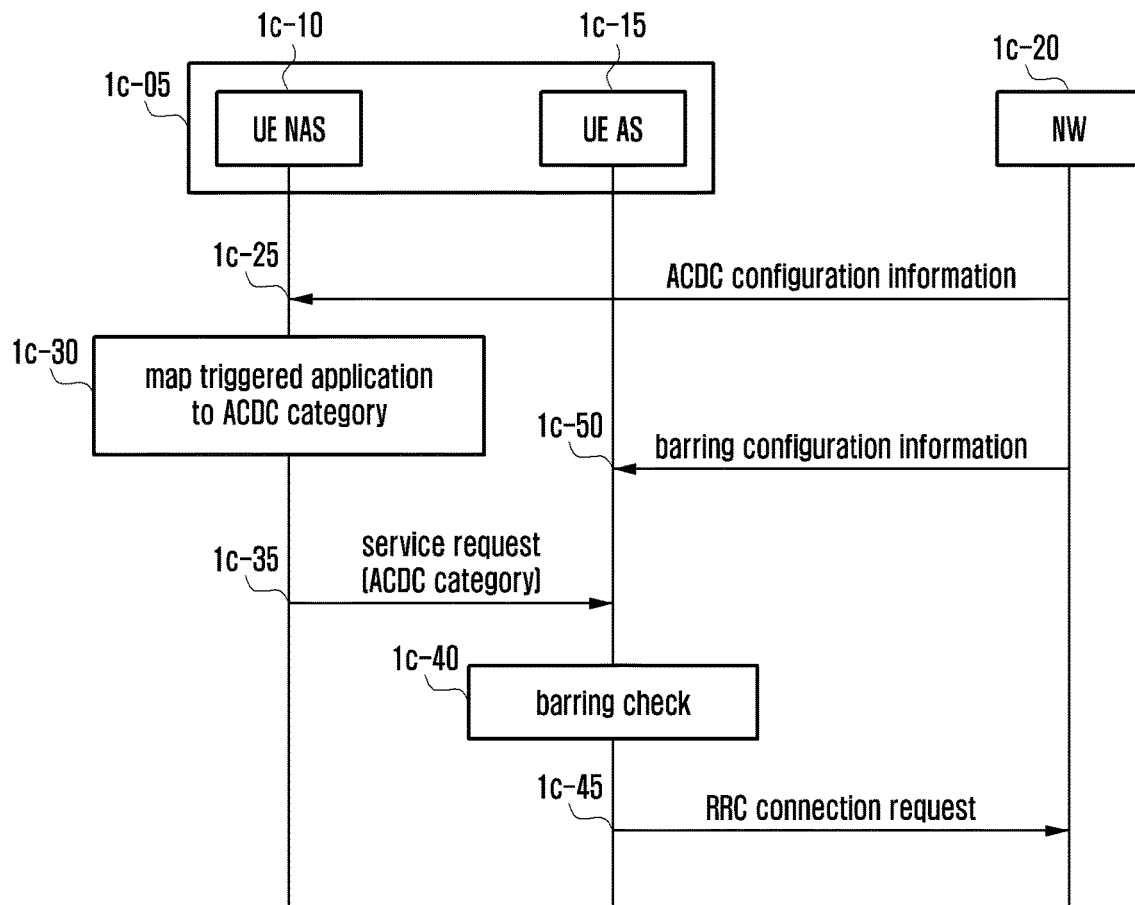 1c-10
1c-15
1c-20
1c-05
UE NAS
UE AS
NW
1c-25
ACDC configuration information
1c-30
map triggered application
to ACDC category
1c-50
barring configuration information
service request
(ACDC category)
1c-35
1c-40
barring check
1c-45
RRC connection request